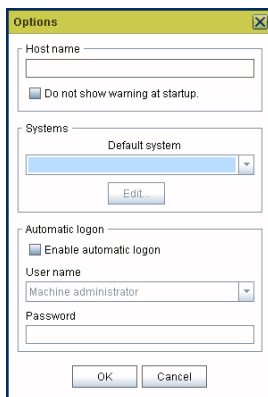 Options
Host name
Do not show warning at startup.
Systems
Default system
Edit...
Automatic logon
Enable automatic logon
User name
Machine administrator
Password
OK Cancel